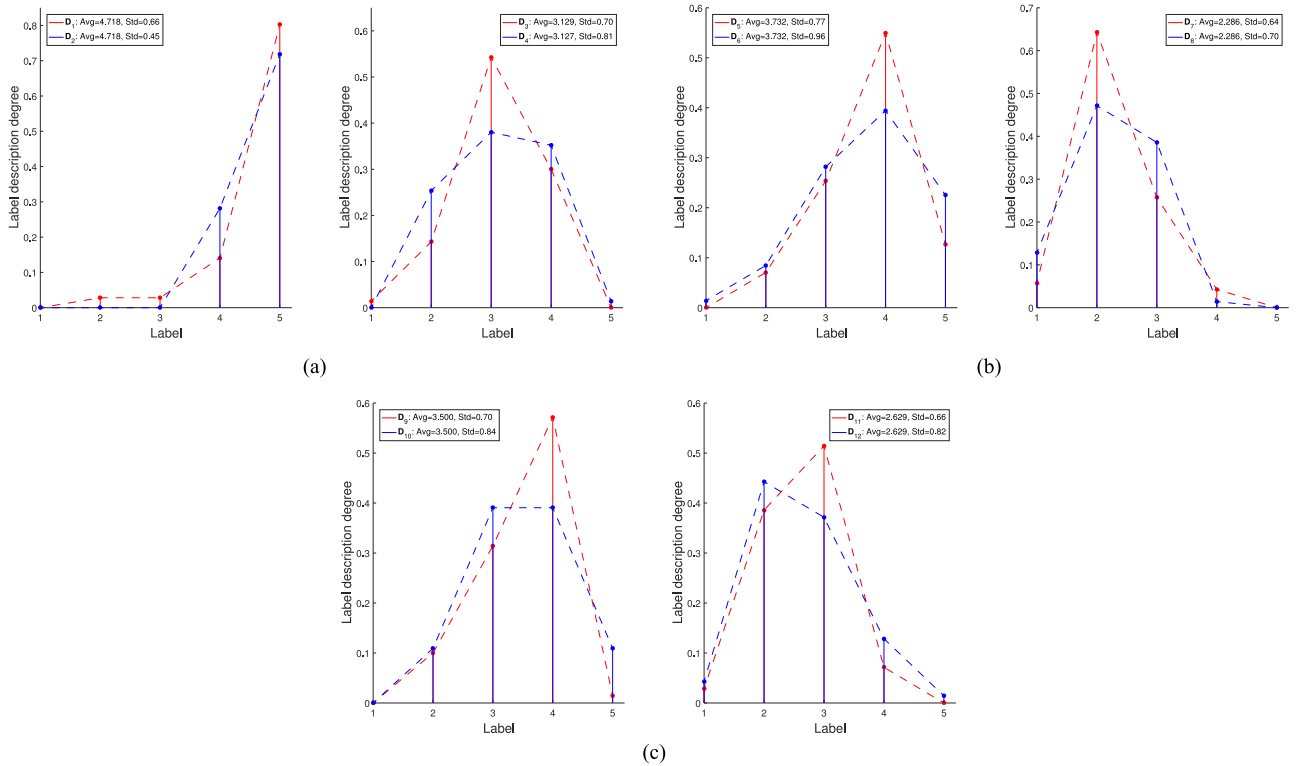 D1: Avg=4.718, Std=0.66
D2: Avg=4.718, Std=0.45
Label description degree
0.8
0.7
0.6
0.5
0.4
0.3
0.2
0.1
0
1 2 3 4 5
Label
D3: Avg=3.129, Std=0.70
D4: Avg=3.127, Std=0.81
Label description degree
0.6
0.5
0.4
0.3
0.2
0.1
0
1 2 3 4 5
Label
(a)
D5: Avg=3.732, Std=0.77
D6: Avg=3.732, Std=0.96
Label description degree
0.6
0.5
0.4
0.3
0.2
0.1
0
1 2 3 4 5
Label
D7: Avg=2.286, Std=0.64
D8: Avg=2.286, Std=0.70
Label description degree
0.7
0.6
0.5
0.4
0.3
0.2
0.1
0
1 2 3 4 5
Label
(b)
D9: Avg=3.500, Std=0.70
D10: Avg=3.500, Std=0.84
Label description degree
0.6
0.5
0.4
0.3
0.2
0.1
0
1 2 3 4 5
Label
D11: Avg=2.629, Std=0.66
D12: Avg=2.629, Std=0.82
Label description degree
0.6
0.5
0.4
0.3
0.2
0.1
0
1 2 3 4 5
Label
(c)